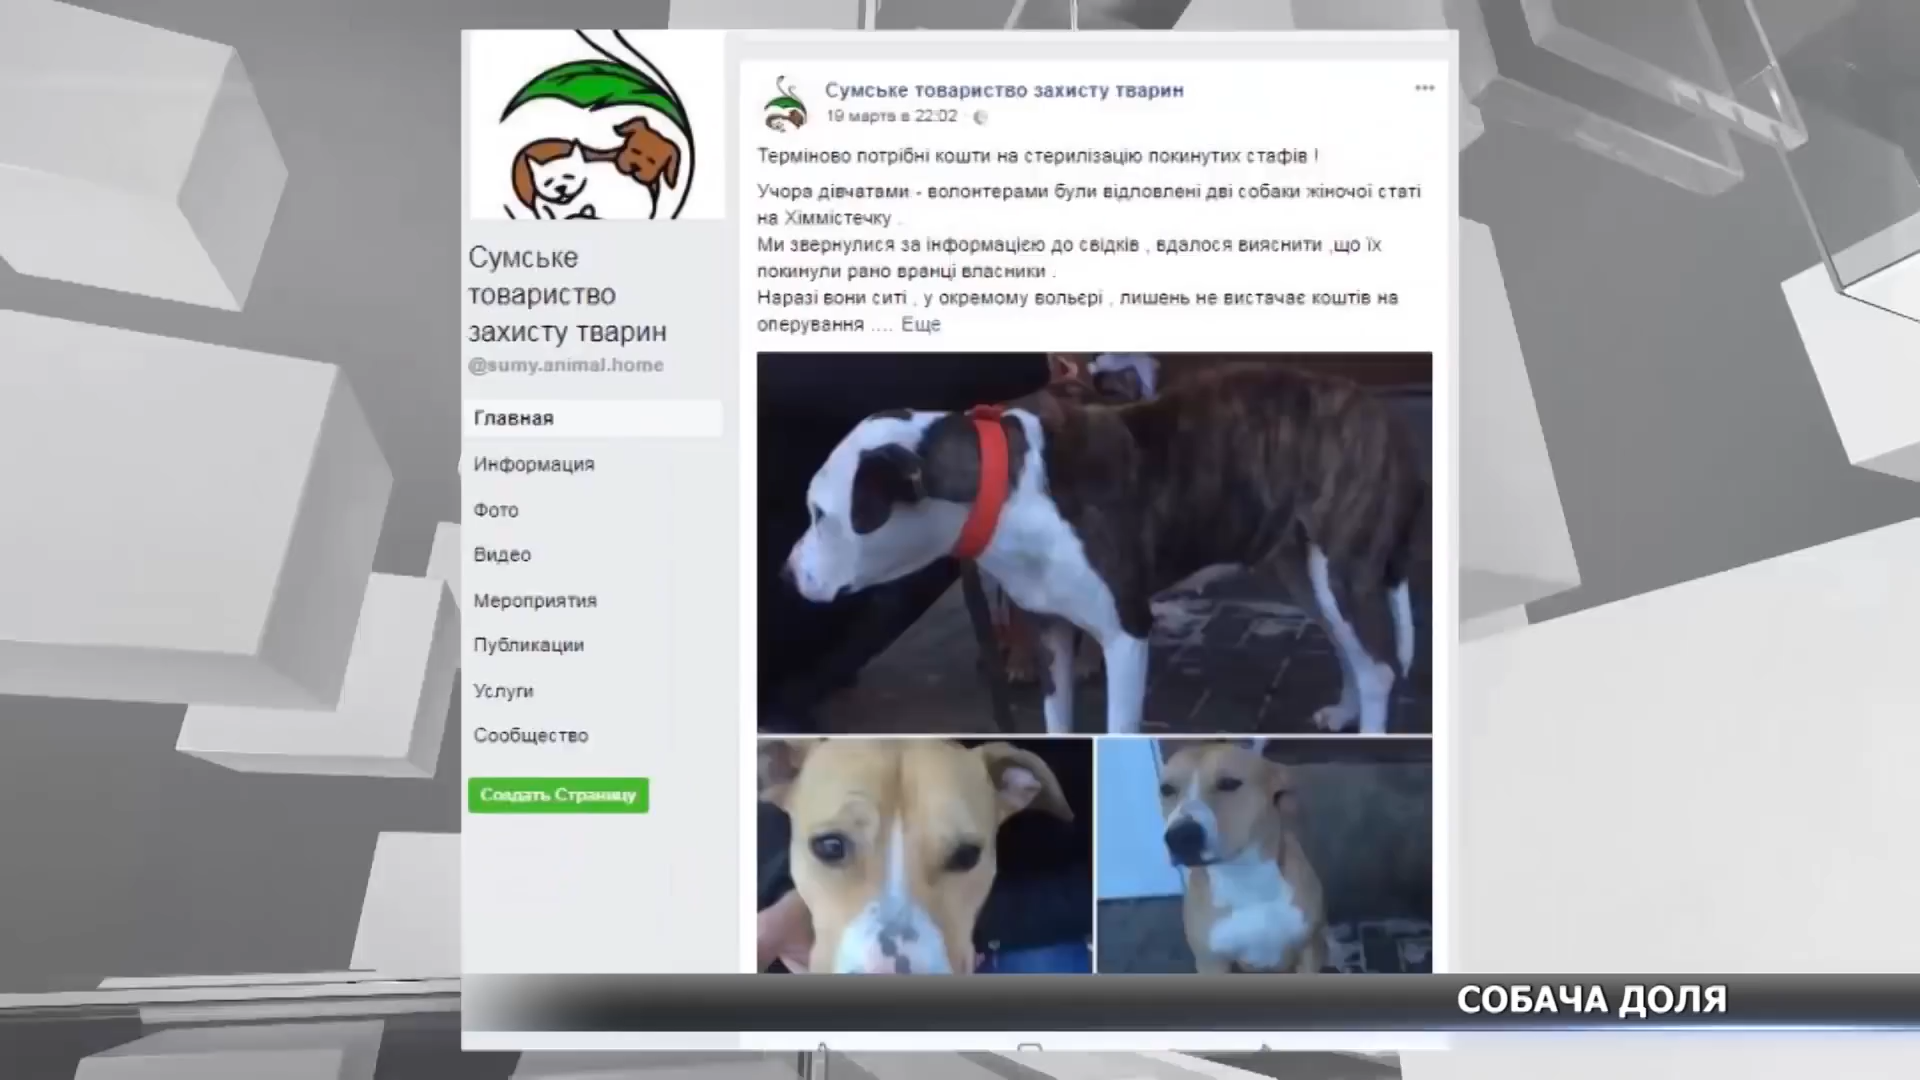 Сумське
товариство
захисту тварин
@sumy.animal.home
Главная
Информация
Фото
Видео
Мероприятия
Публикации
Услуги
Сообщество
Создать Страницу
Сумське товариство захисту тварин
19 марта в 22:02
Терміново потрібні кошти на стерилізацію покинутих стафів !
Учора дівчатами - волонтерами були відловлені дві собаки жіночої статі
на Хіммістечку .
Ми звернулися за інформацією до свідків , вдалося вияснити ,що їх
покинули рано вранці власники .
Наразі вони ситі , у окремому вольєрі , лишень не вистачає коштів на
оперування .... Еще
СОБАЧА ДОЛЯ